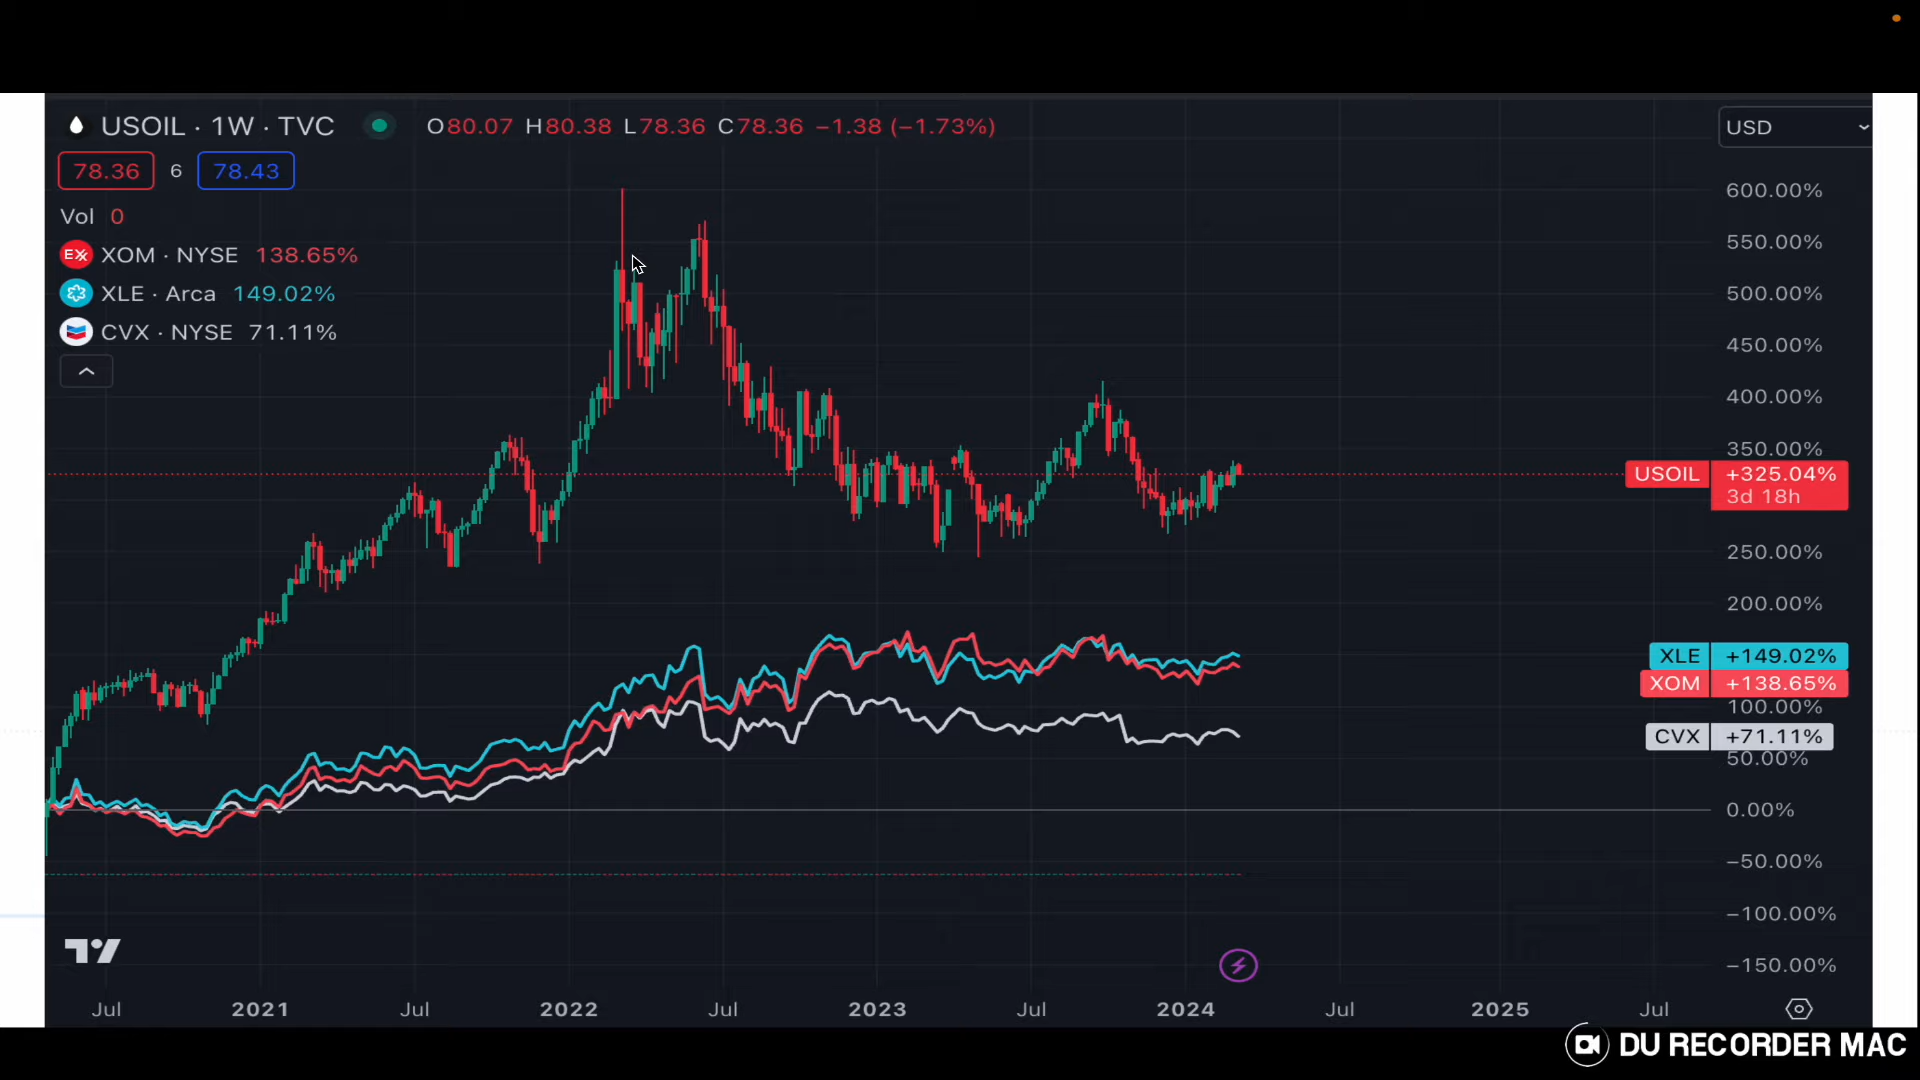 USOIL · 1W · TVC O80.07 H80.38 L78.36 C78.36 −1.38 (−1.73%)
USD
78.36 6 78.43
Vol 0
EX XOM · NYSE 138.65%
XLE · Arca 149.02%
CVX · NYSE 71.11%
600.00%
550.00%
500.00%
450.00%
400.00%
350.00%
USOIL +325.04%
3d 18h
250.00%
200.00%
XLE +149.02%
XOM +138.65%
100.00%
CVX +71.11%
50.00%
0.00%
−50.00%
−100.00%
−150.00%
Jul 2021 Jul 2022 Jul 2023 Jul 2024 Jul 2025 Jul
DU RECORDER MAC